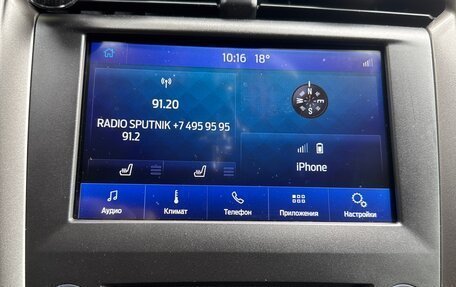 10:16 18°
91.20
RADIO SPUTNIK +7 495 95 95
91.2
N
W E
S
iPhone
Аудио Климат Телефон Приложения Настройки